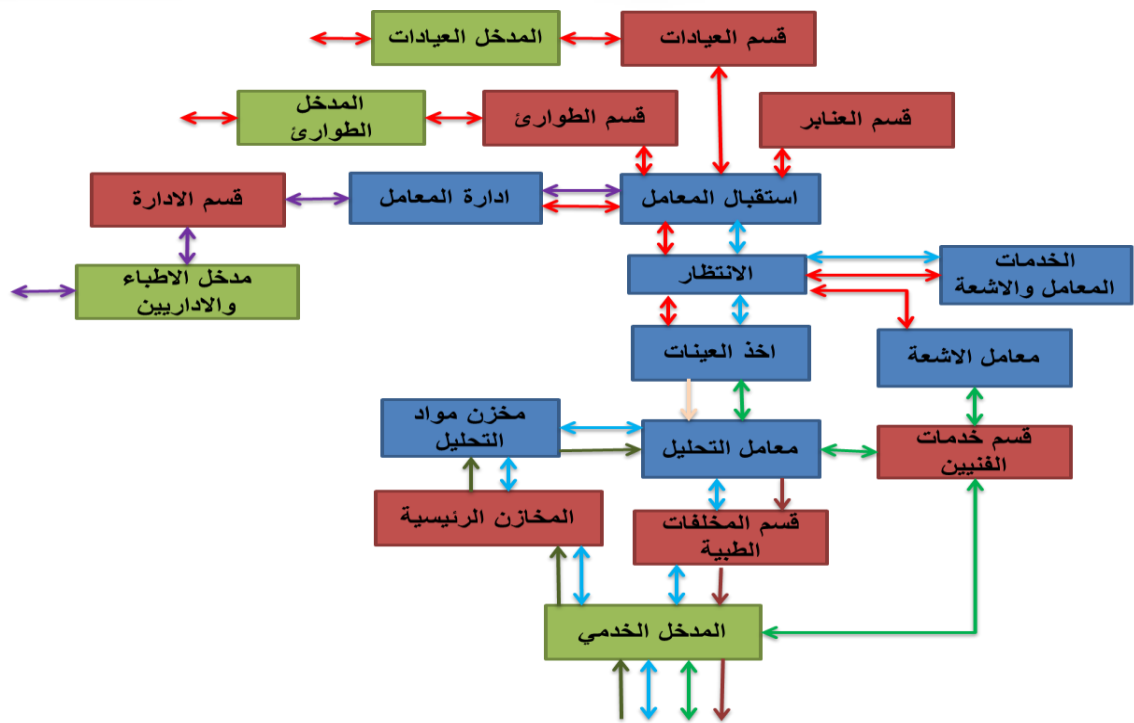 قسم العيادات
المدخل العيادات
قسم العنابر
قسم الطوارئ
المدخل
الطوارئ
استقبال المعامل
ادارة المعامل
قسم الادارة
الخدمات
المعامل والاشعة
الانتظار
مدخل الاطباء
والاداريين
معامل الاشعة
اخذ العينات
قسم خدمات
الفنيين
معامل التحليل
مخزن مواد
التحليل
قسم المخلفات
الطبية
المخازن الرئيسية
المدخل الخدمي